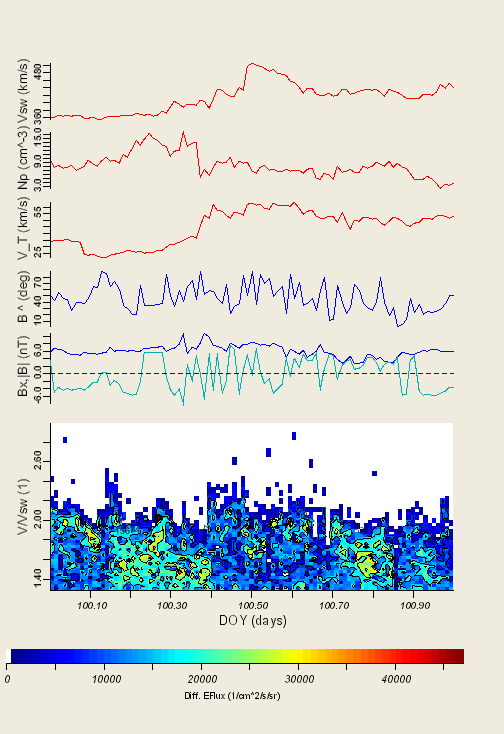 Vsw (km/s)
480
360
Np (cm^-3)
15.0
9.0
3.0
V_T (km/s)
55
25
B ^ (deg)
70
40
10
Bx,|B| (nT)
6.0
0.0
-6.0
V/Vsw (1)
2.60
2.00
1.40
100.10 100.30 100.50 100.70 100.90
DOY (days)
0 10000 20000 30000 40000
Diff. EFlux (1/cm^2/s/sr)